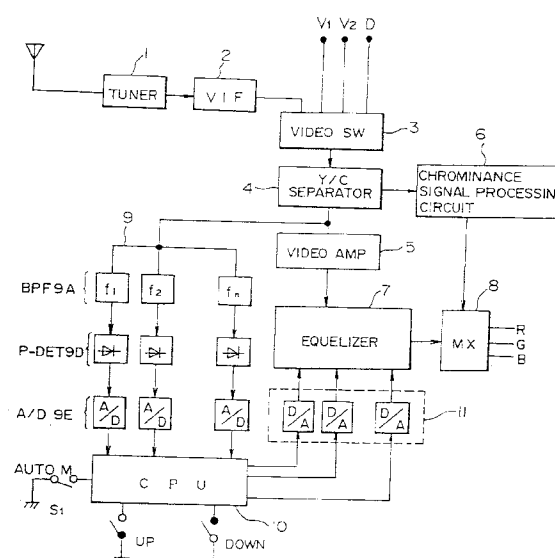 V1 V2 D
1
2
TUNER
VIF
VIDEO SW
3
6
Y/C
SEPARATOR
4
CHROMINANCE
SIGNAL PROCESSIN
CIRCUIT
9
VIDEO AMP
5
BPF9A
f1
f2
fn
7
8
EQUELIZER
MX
R
G
B
P-DET9D
A/D 9E
A/D
A/D
A/D
D/A
D/A
D/A
11
AUTO M
CPU
S1
10
UP
DOWN